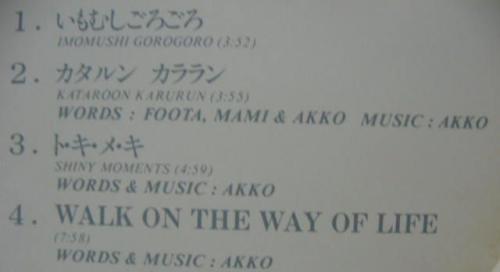 1. いもむしごろごろ
IMOMUSHI GOROGORO (3:52)
2. カタルン カララン
KATAROON KARURUN (3:55)
WORDS : FOOTA, MAMI & AKKO MUSIC : AKKO
3. ト・キ・メ・キ
SHINY MOMENTS (4:59)
WORDS & MUSIC : AKKO
4. WALK ON THE WAY OF LIFE
(7:58)
WORDS & MUSIC : AKKO